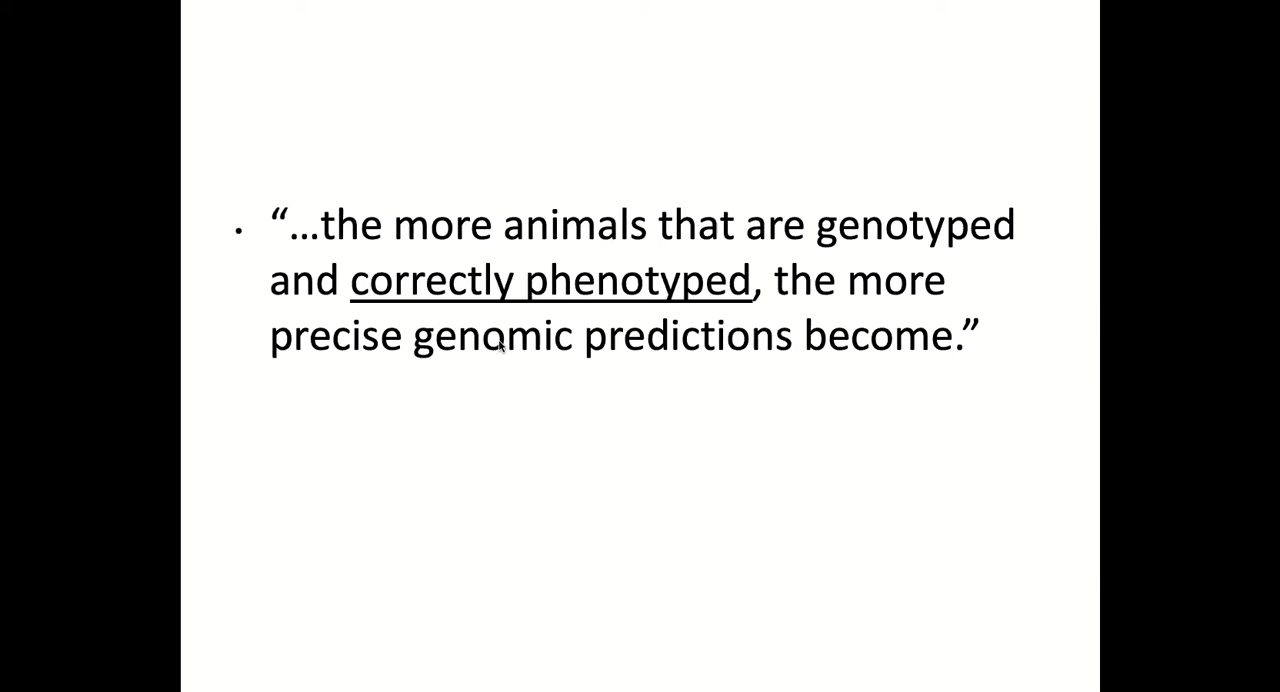 • “…the more animals that are genotyped
and correctly phenotyped, the more
precise genomic predictions become.”